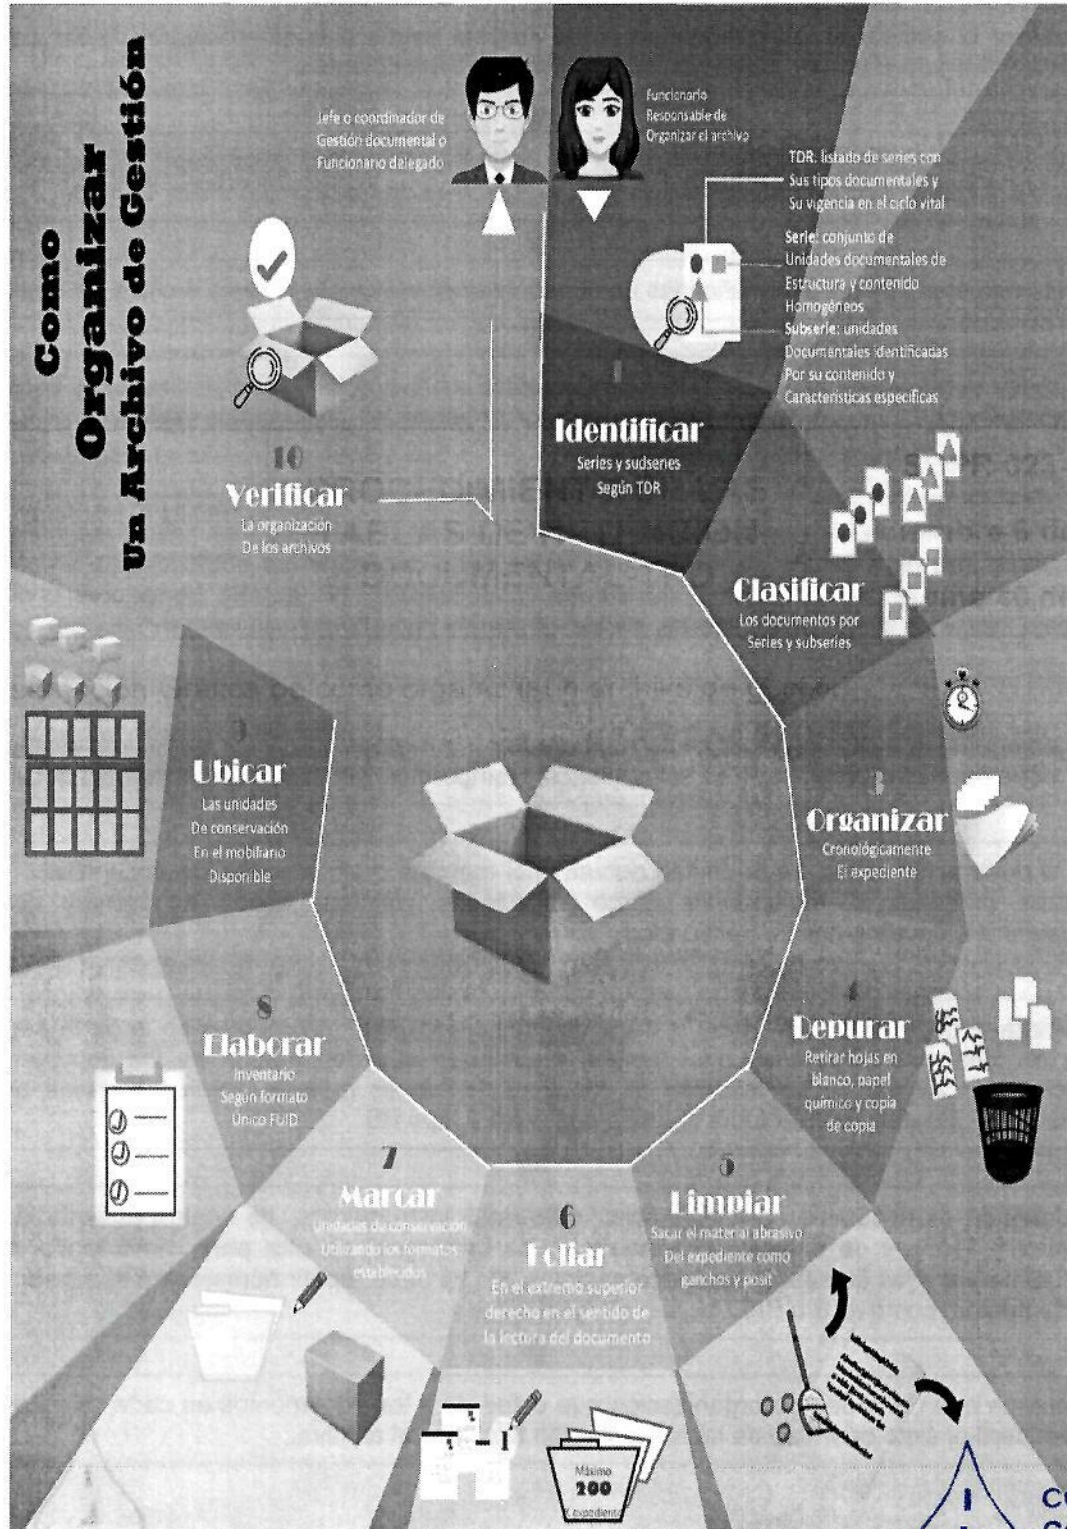 Como
Organizar
Un Archivo de Gestión
Jefe o coordinador de
Gestión documental o
Funcionario delegado
Funcionario
Responsable de
Organizar el archivo
TDR: listado de series con
Sus tipos documentales y
Su vigencia en el ciclo vital
Serie: conjunto de
Unidades documentales de
Estructura y contenido
Homogéneos
Subserie: unidades
Documentales identificadas
Por su contenido y
Características específicas
1
Identificar
Series y sudseries
Según TDR
Clasificar
Los documentos por
Series y subseries
3
Organizar
Cronológicamente
El expediente
4
Depurar
Retirar hojas en
blanco, papel
químico y copia
de copia
5
Limpiar
Sacar el material abrasivo
Del expediente como
ganchos y posit
6
Foliar
En el extremo superior
derecho en el sentido de
la lectura del documento
1
Máximo
200
X expediente
7
Marcar
Unidades de conservación
Utilizando los formatos
establecidos
8
Elaborar
Inventario
Según formato
Único FUID
9
Ubicar
Las unidades
De conservación
En el mobiliario
Disponible
10
Verificar
La organización
De los archivos